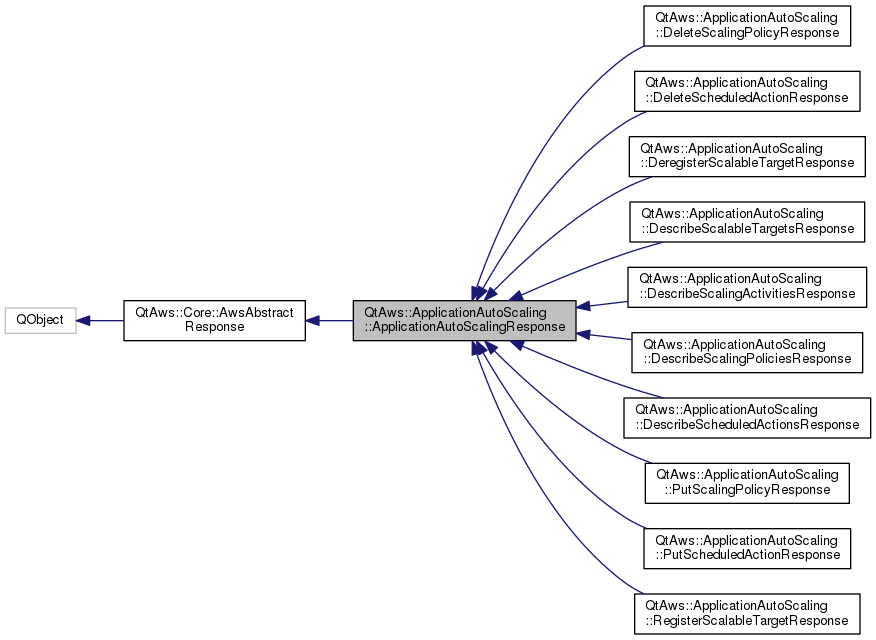 QObject
QtAws::Core::AwsAbstract
Response
QtAws::ApplicationAutoScaling
::ApplicationAutoScalingResponse
QtAws::ApplicationAutoScaling
::DeleteScalingPolicyResponse
QtAws::ApplicationAutoScaling
::DeleteScheduledActionResponse
QtAws::ApplicationAutoScaling
::DeregisterScalableTargetResponse
QtAws::ApplicationAutoScaling
::DescribeScalableTargetsResponse
QtAws::ApplicationAutoScaling
::DescribeScalingActivitiesResponse
QtAws::ApplicationAutoScaling
::DescribeScalingPoliciesResponse
QtAws::ApplicationAutoScaling
::DescribeScheduledActionsResponse
QtAws::ApplicationAutoScaling
::PutScalingPolicyResponse
QtAws::ApplicationAutoScaling
::PutScheduledActionResponse
QtAws::ApplicationAutoScaling
::RegisterScalableTargetResponse